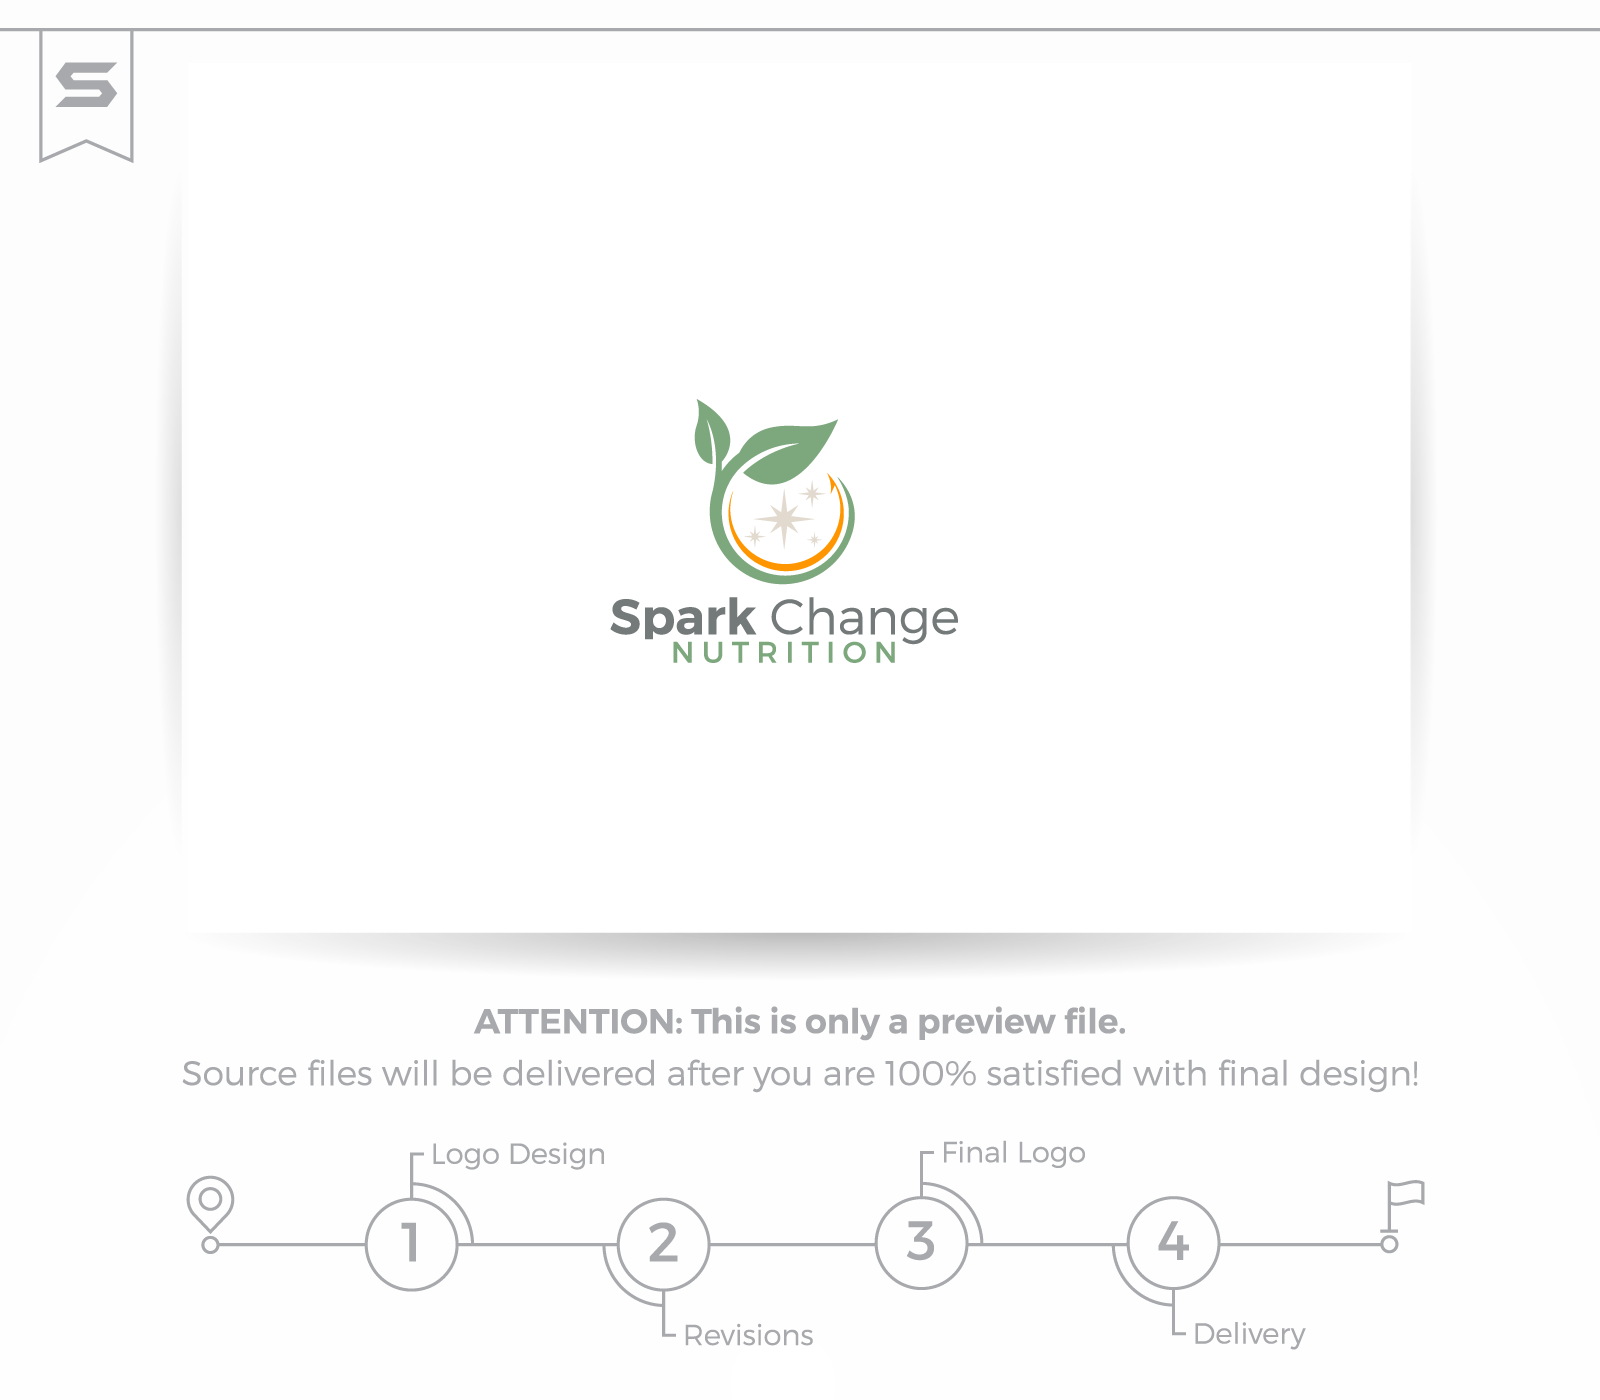 S
Spark Change
NUTRITION
ATTENTION: This is only a preview file.
Source files will be delivered after you are 100% satisfied with final design!
Logo Design
Final Logo
1
2
3
4
Revisions
Delivery